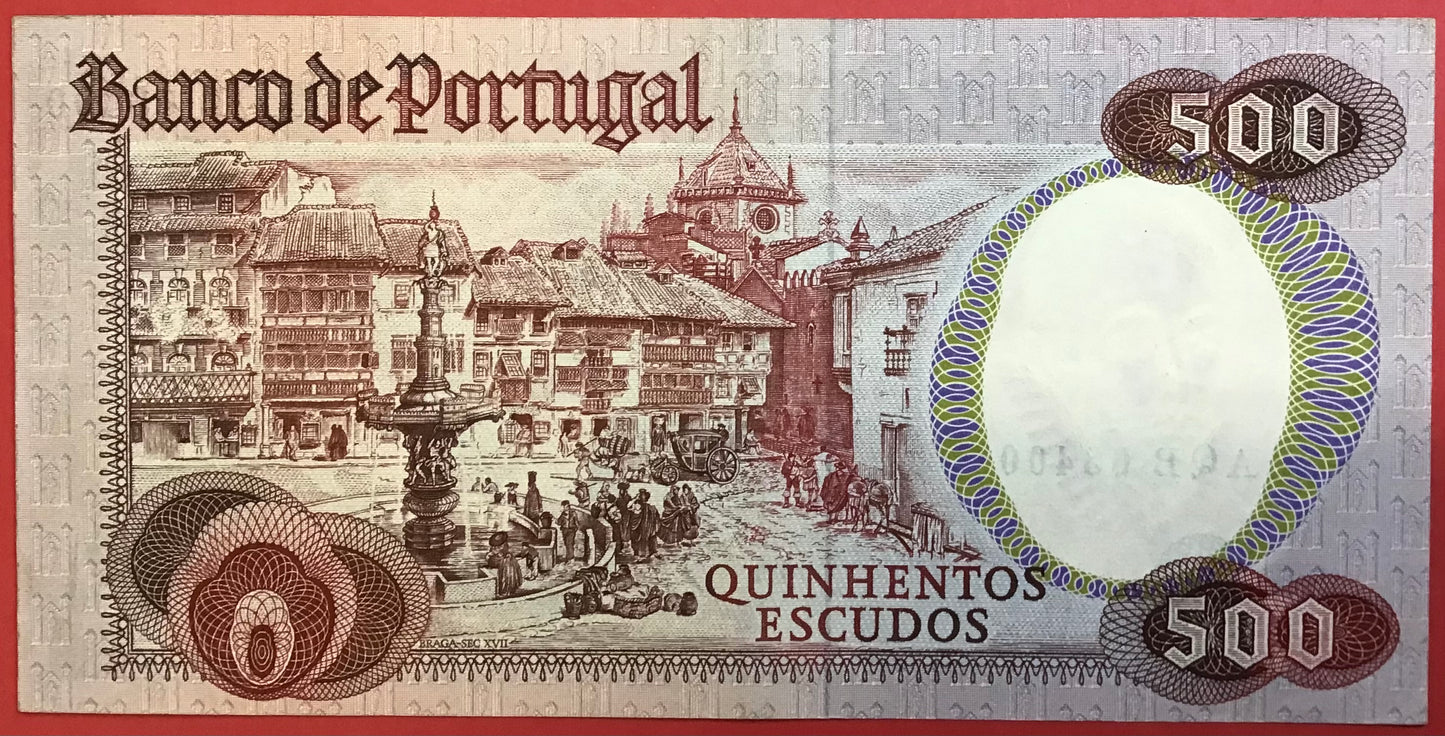 Banco de Portugal
500
QUINHENTOS
ESCUDOS
500
BRAGA-SEC XVII